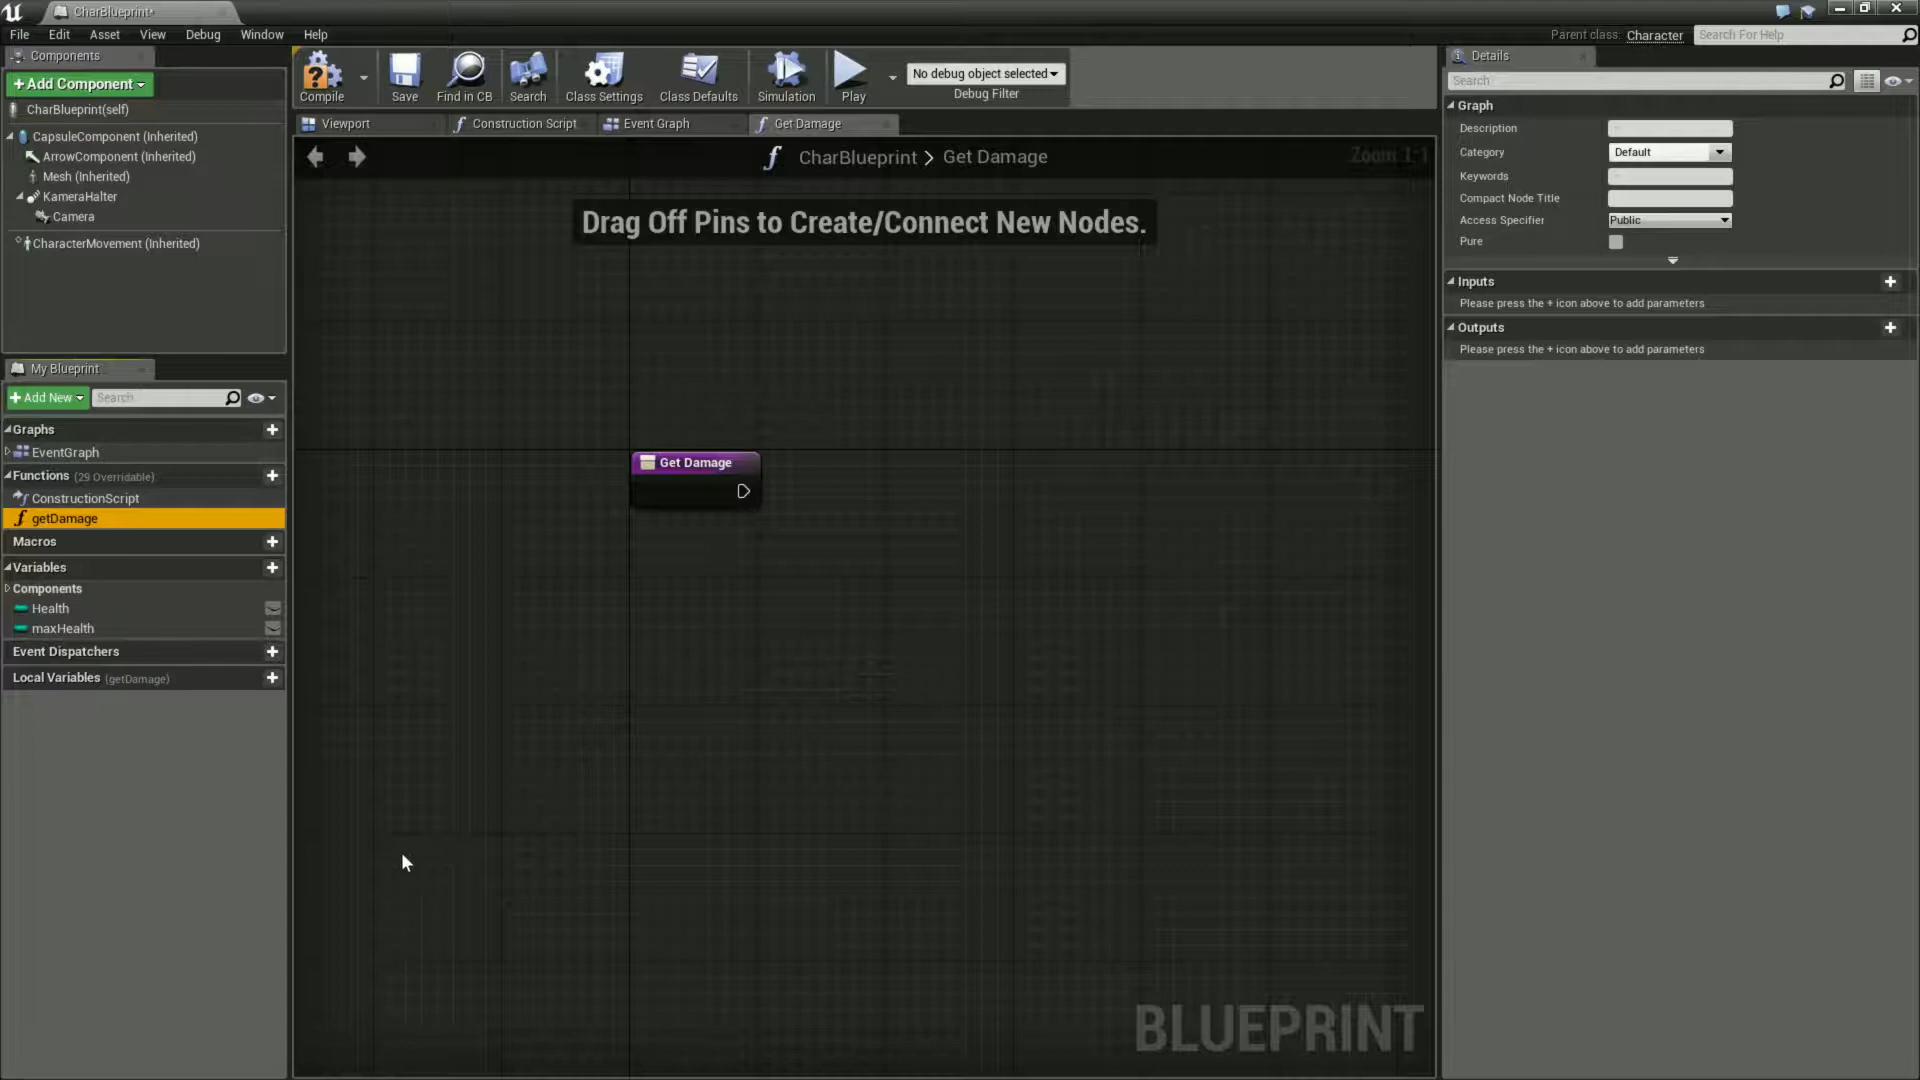 CharBlueprint*
File Edit Asset View Debug Window Help
Parent class: Character
Search For Help
Components
+Add Component
CharBlueprint(self)
CapsuleComponent (Inherited)
ArrowComponent (Inherited)
Mesh (Inherited)
KameraHalter
Camera
CharacterMovement (Inherited)
My Blueprint
+Add New
Search
Graphs
EventGraph
Functions (29 Overridable)
ConstructionScript
getDamage
Macros
Variables
Components
Health
maxHealth
Event Dispatchers
Local Variables (getDamage)
Compile Save Find in CB Search Class Settings Class Defaults Simulation Play
No debug object selected
Debug Filter
Viewport Construction Script Event Graph Get Damage
CharBlueprint > Get Damage
Zoom 1:1
Drag Off Pins to Create/Connect New Nodes.
Get Damage
BLUEPRINT
Details
Search
Graph
Description
Category Default
Keywords
Compact Node Title
Access Specifier Public
Pure
Inputs
Please press the + icon above to add parameters
Outputs
Please press the + icon above to add parameters